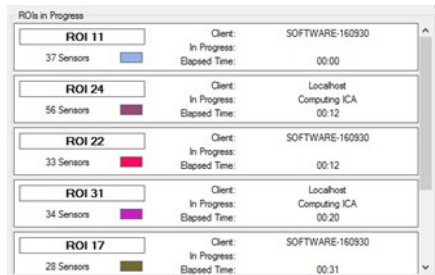 ROIs in Progress
ROI 11
Client: SOFTWARE-160930
In Progress:
37 Sensors
Elapsed Time: 00:00
ROI 24
Client: Localhost
In Progress: Computing ICA
56 Sensors
Elapsed Time: 00:12
ROI 22
Client: SOFTWARE-160930
In Progress:
33 Sensors
Elapsed Time: 00:12
ROI 31
Client: Localhost
In Progress: Computing ICA
34 Sensors
Elapsed Time: 00:20
ROI 17
Client: SOFTWARE-160930
In Progress:
28 Sensors
Elapsed Time: 00:31